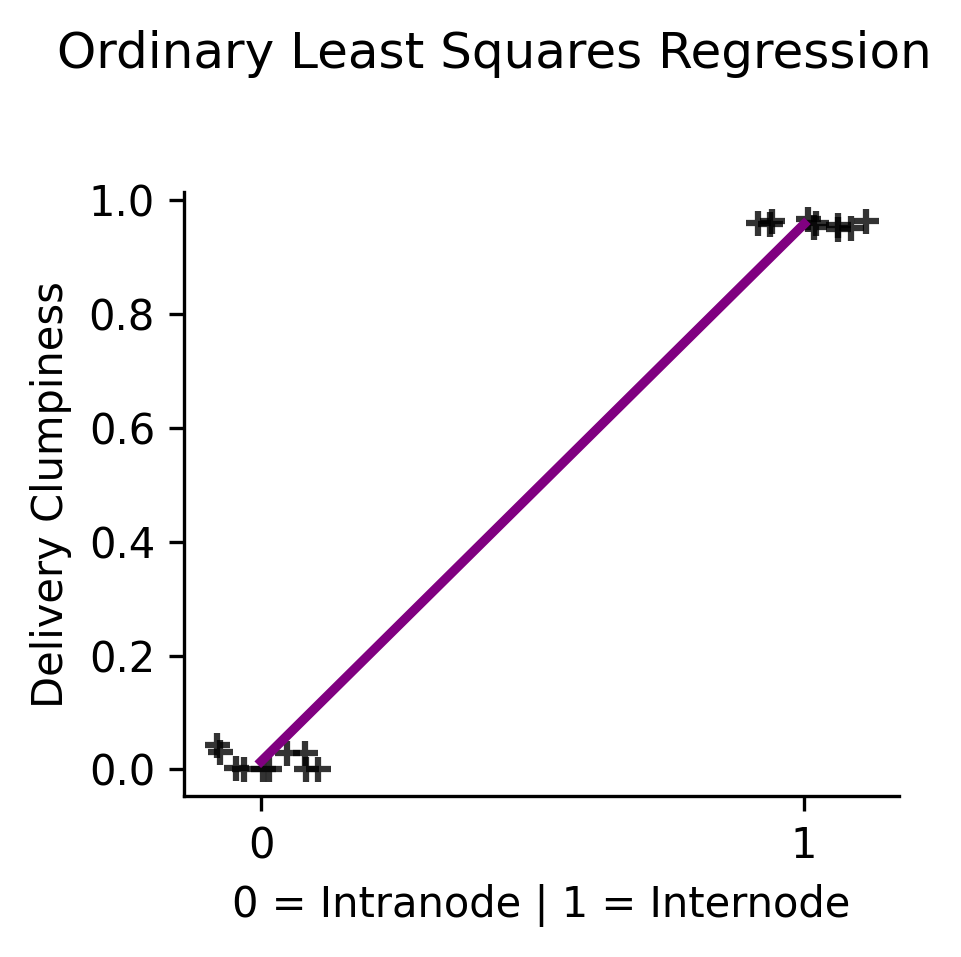 Ordinary Least Squares Regression
1.0
0.8
0.6
0.4
0.2
0.0
Delivery Clumpiness
0 1
0 = Intranode | 1 = Internode